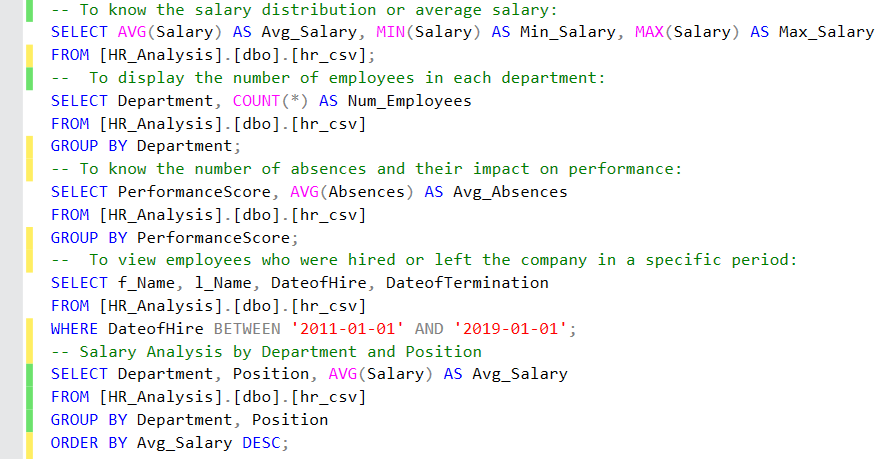 -- To know the salary distribution or average salary:
SELECT AVG(Salary) AS Avg_Salary, MIN(Salary) AS Min_Salary, MAX(Salary) AS Max_Salary
FROM [HR_Analysis].[dbo].[hr_csv];
--  To display the number of employees in each department:
SELECT Department, COUNT(*) AS Num_Employees
FROM [HR_Analysis].[dbo].[hr_csv]
GROUP BY Department;
-- To know the number of absences and their impact on performance:
SELECT PerformanceScore, AVG(Absences) AS Avg_Absences
FROM [HR_Analysis].[dbo].[hr_csv]
GROUP BY PerformanceScore;
--  To view employees who were hired or left the company in a specific period:
SELECT f_Name, l_Name, DateofHire, DateofTermination
FROM [HR_Analysis].[dbo].[hr_csv]
WHERE DateofHire BETWEEN '2011-01-01' AND '2019-01-01';
-- Salary Analysis by Department and Position
SELECT Department, Position, AVG(Salary) AS Avg_Salary
FROM [HR_Analysis].[dbo].[hr_csv]
GROUP BY Department, Position
ORDER BY Avg_Salary DESC;